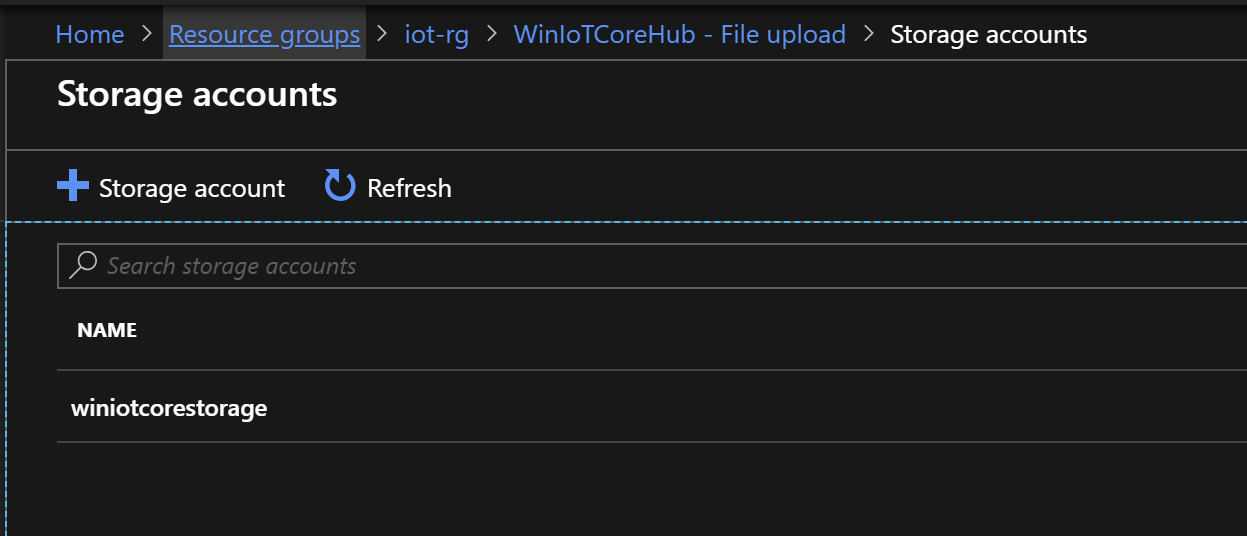 Home > Resource groups > iot-rg > WinIoTCoreHub - File upload > Storage accounts
Storage accounts
Storage account Refresh
Search storage accounts
NAME
winiotcorestorage